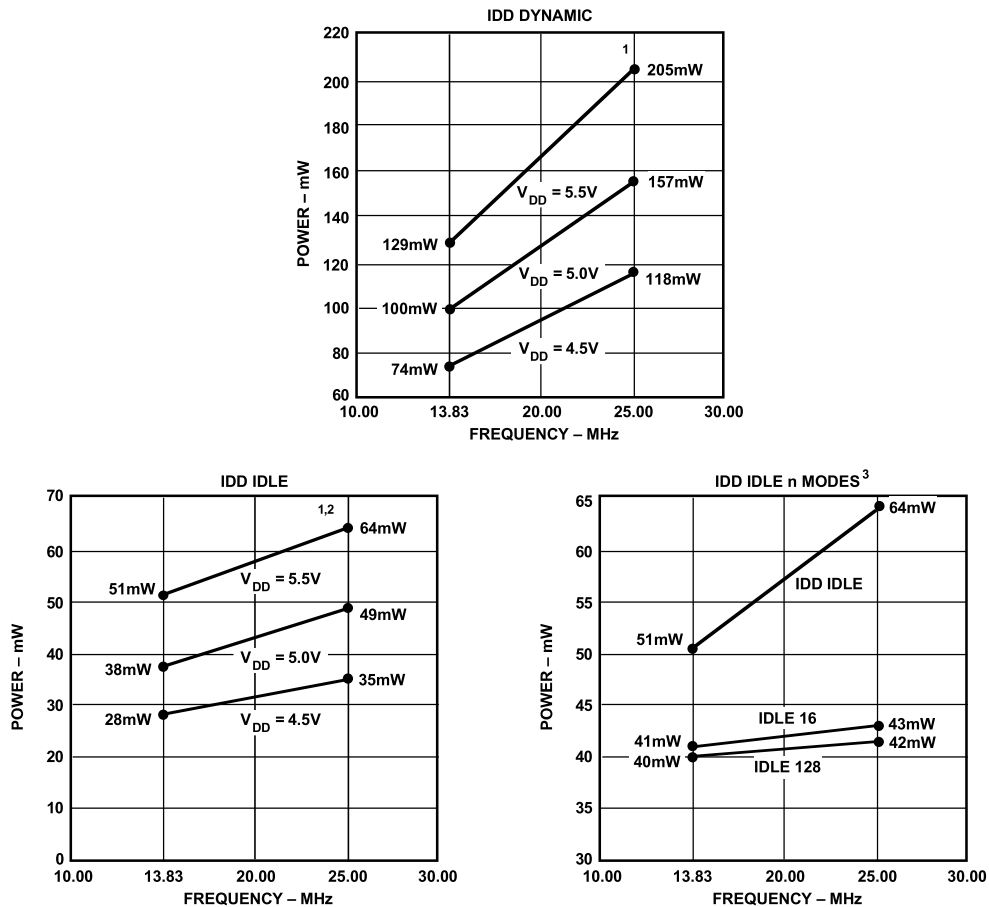 IDD DYNAMIC
220
200
180
160
140
120
100
80
60
10.00 13.83 20.00 25.00 30.00
POWER – mW
FREQUENCY – MHz
1
205mW
157mW
118mW
129mW
100mW
74mW
VDD = 5.5V
VDD = 5.0V
VDD = 4.5V
IDD IDLE
70
60
50
40
30
20
10
0
10.00 13.83 20.00 25.00 30.00
POWER – mW
FREQUENCY – MHz
1,2
64mW
49mW
35mW
51mW
38mW
28mW
VDD = 5.5V
VDD = 5.0V
VDD = 4.5V
IDD IDLE n MODES3
65
60
55
50
45
40
35
30
10.00 13.83 20.00 25.00 30.00
POWER – mW
FREQUENCY – MHz
64mW
IDD IDLE
51mW
IDLE 16
43mW
41mW
42mW
40mW
IDLE 128